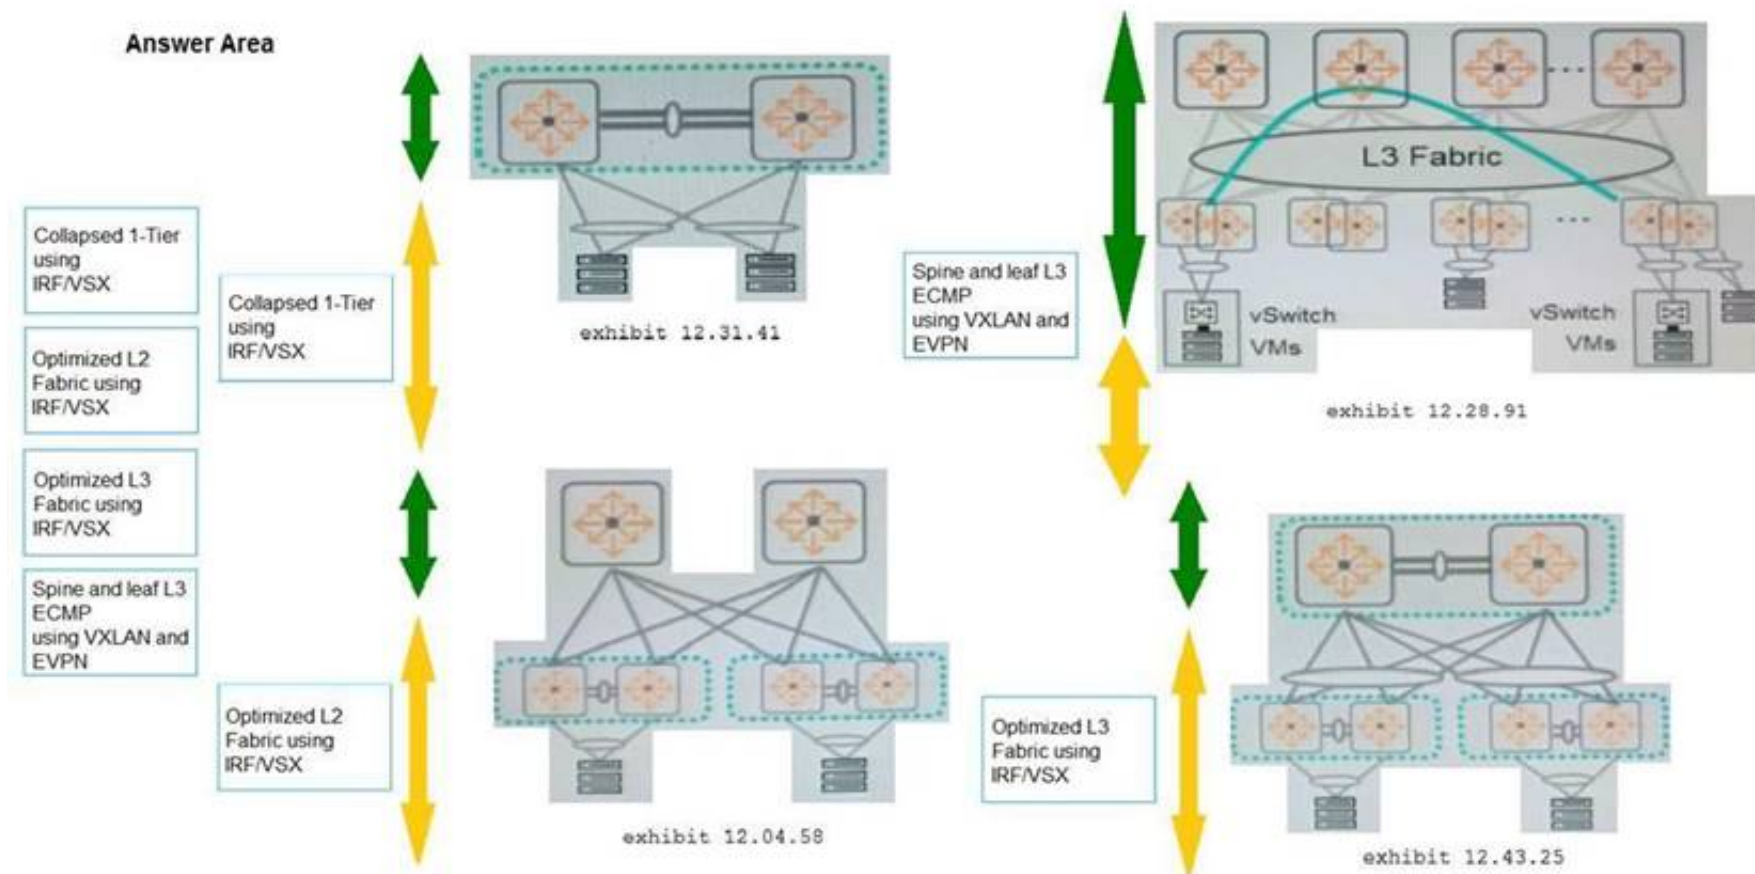 Answer Area
Collapsed 1-Tier
using
IRF/VSX
Optimized L2
Fabric using
IRF/VSX
Optimized L3
Fabric using
IRF/VSX
Spine and leaf L3
ECMP
using VXLAN and
EVPN
Collapsed 1-Tier
using
IRF/VSX
exhibit 12.31.41
Optimized L2
Fabric using
IRF/VSX
exhibit 12.04.58
Spine and leaf L3
ECMP
using VXLAN and
EVPN
L3 Fabric
vSwitch
VMs
vSwitch
VMs
exhibit 12.28.91
Optimized L3
Fabric using
IRF/VSX
exhibit 12.43.25